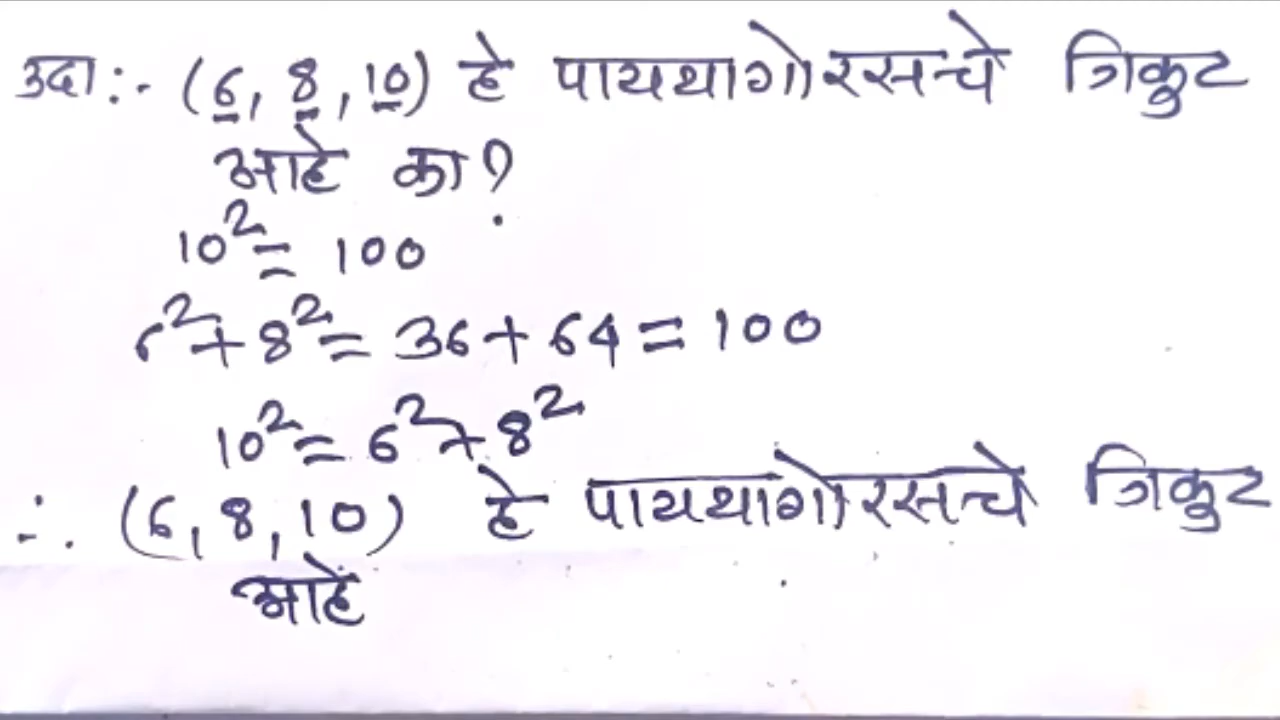 उदा:- (6, 8, 10) हे पायथागोरसचे त्रिकुट
आहे का?
10² = 100
6² + 8² = 36 + 64 = 100
10² = 6² + 8²
∴ (6, 8, 10) हे पायथागोरसचे त्रिकुट
आहे